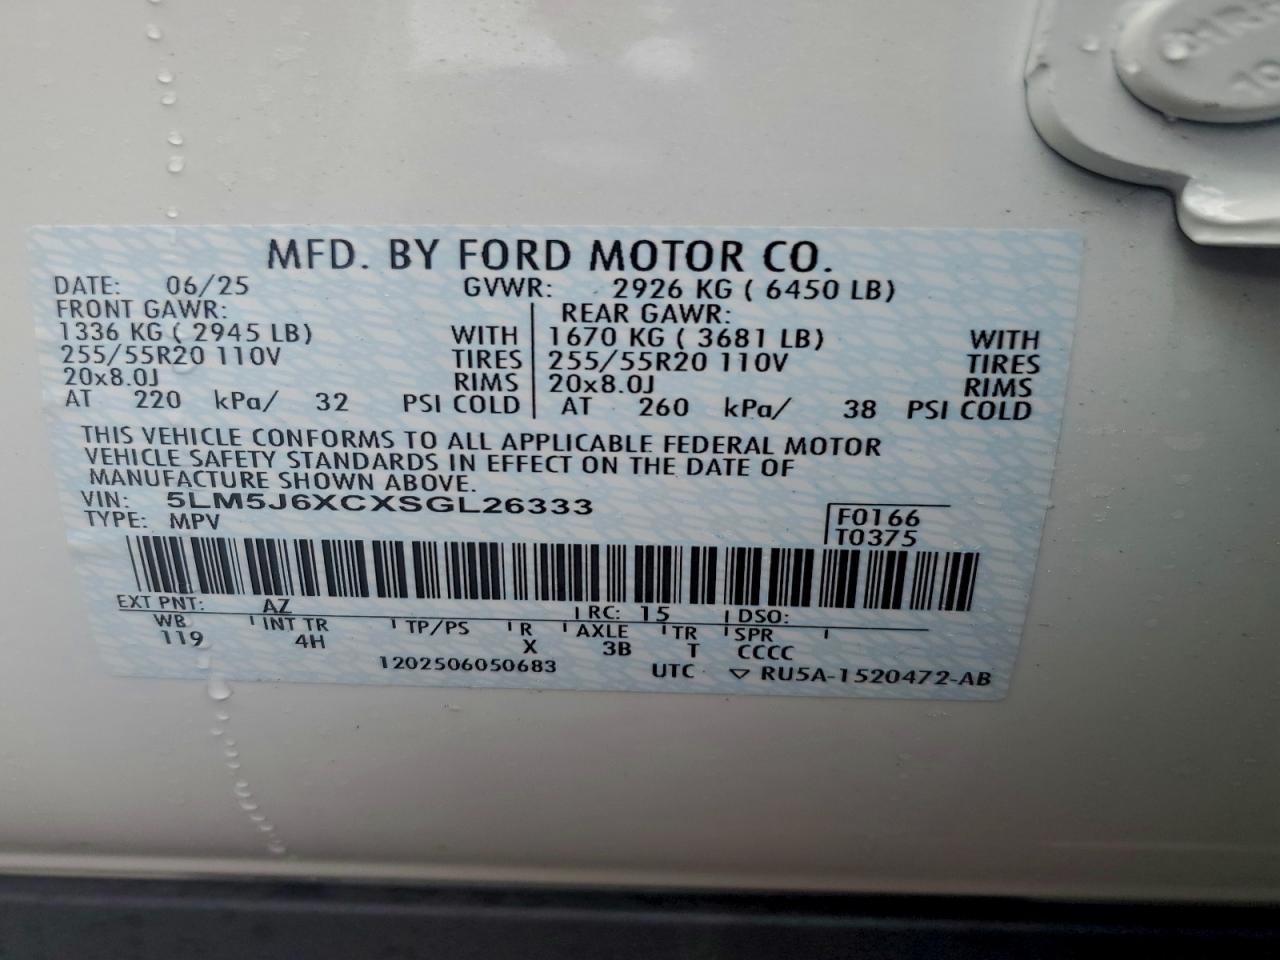 MFD. BY FORD MOTOR CO.
DATE: 06/25 GVWR: 2926 KG ( 6450 LB)
FRONT GAWR: REAR GAWR:
1336 KG ( 2945 LB) WITH 1670 KG ( 3681 LB) WITH
255/55R20 110V TIRES 255/55R20 110V TIRES
20x8.0J RIMS 20x8.0J RIMS
AT 220 kPa/ 32 PSI COLD AT 260 kPa/ 38 PSI COLD
THIS VEHICLE CONFORMS TO ALL APPLICABLE FEDERAL MOTOR
VEHICLE SAFETY STANDARDS IN EFFECT ON THE DATE OF
MANUFACTURE SHOWN ABOVE.
VIN: 5LM5J6XCXSGL26333
TYPE: MPV
F0166
T0375
EXT PNT: AZ RC: 15 DSO:
WB INT TR TP/PS R AXLE TR SPR
119 4H X 3B T CCCC
1202506050683 UTC ▽ RU5A-1520472-AB